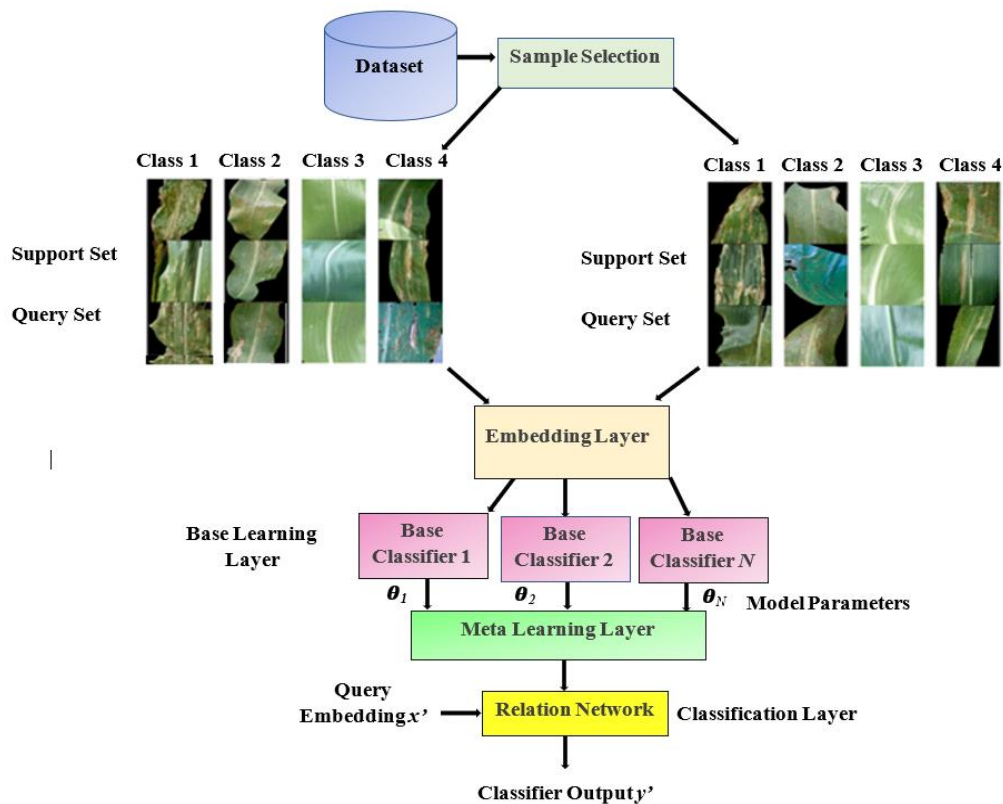 Dataset
Sample Selection
Class 1 Class 2 Class 3 Class 4
Class 1 Class 2 Class 3 Class 4
Support Set
Query Set
Support Set
Query Set
Embedding Layer
Base Learning
Layer
Base
Classifier 1
Base
Classifier 2
Base
Classifier N
θ1
θ2
θN
Model Parameters
Meta Learning Layer
Query
Embedding x’
Relation Network
Classification Layer
Classifier Output y’